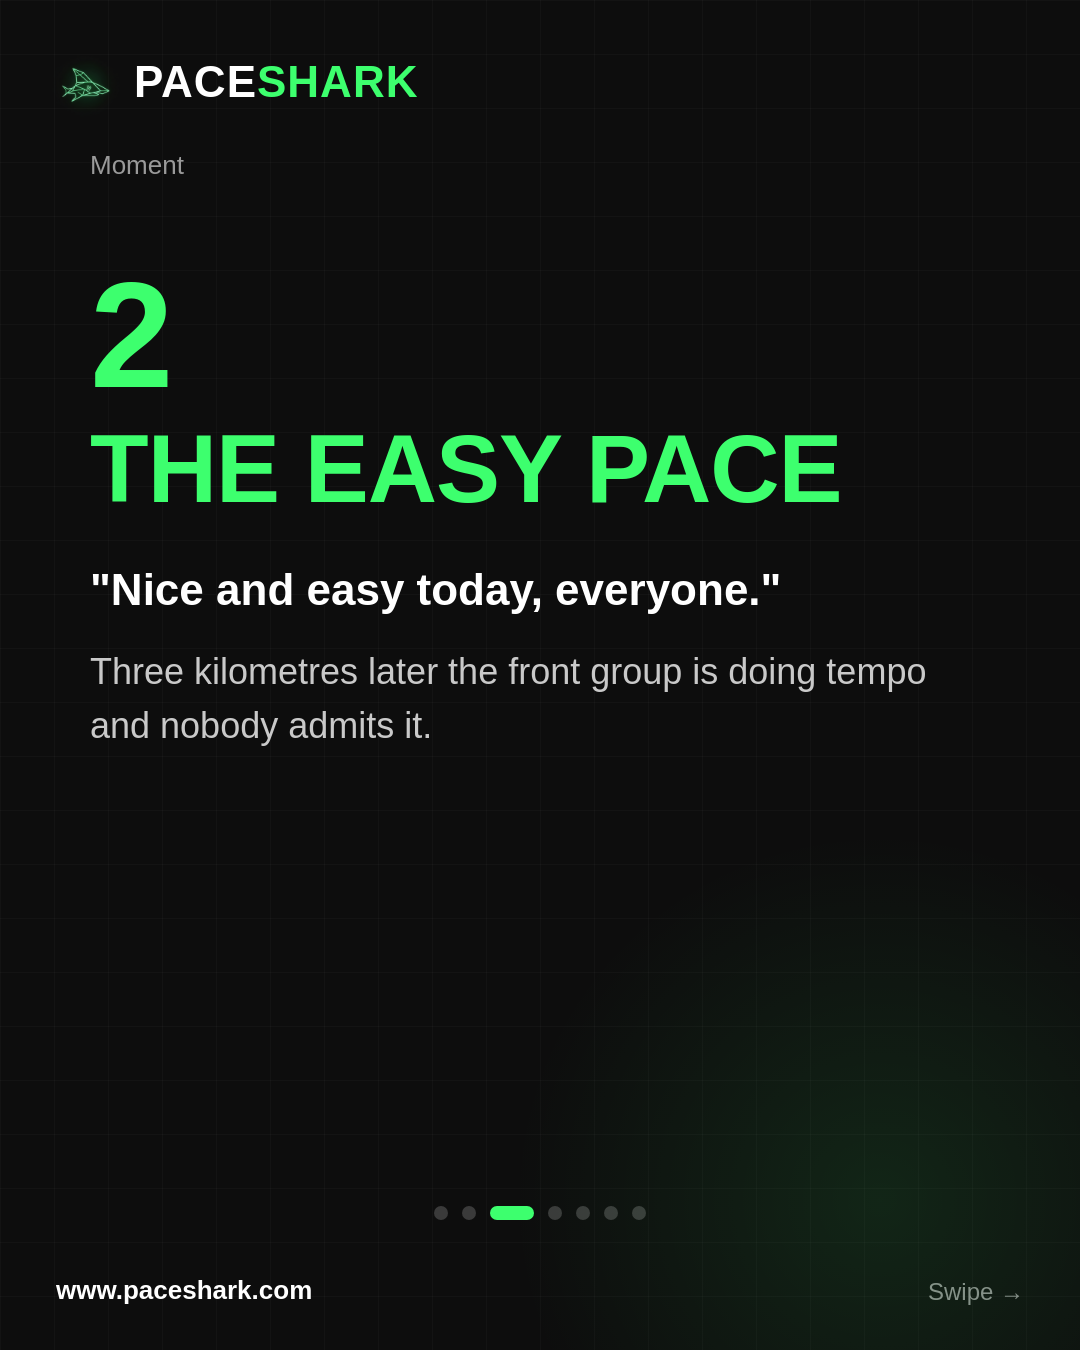 PACESHARK
Moment
2
THE EASY PACE
"Nice and easy today, everyone."
Three kilometres later the front group is doing tempo
and nobody admits it.
www.paceshark.com
Swipe →